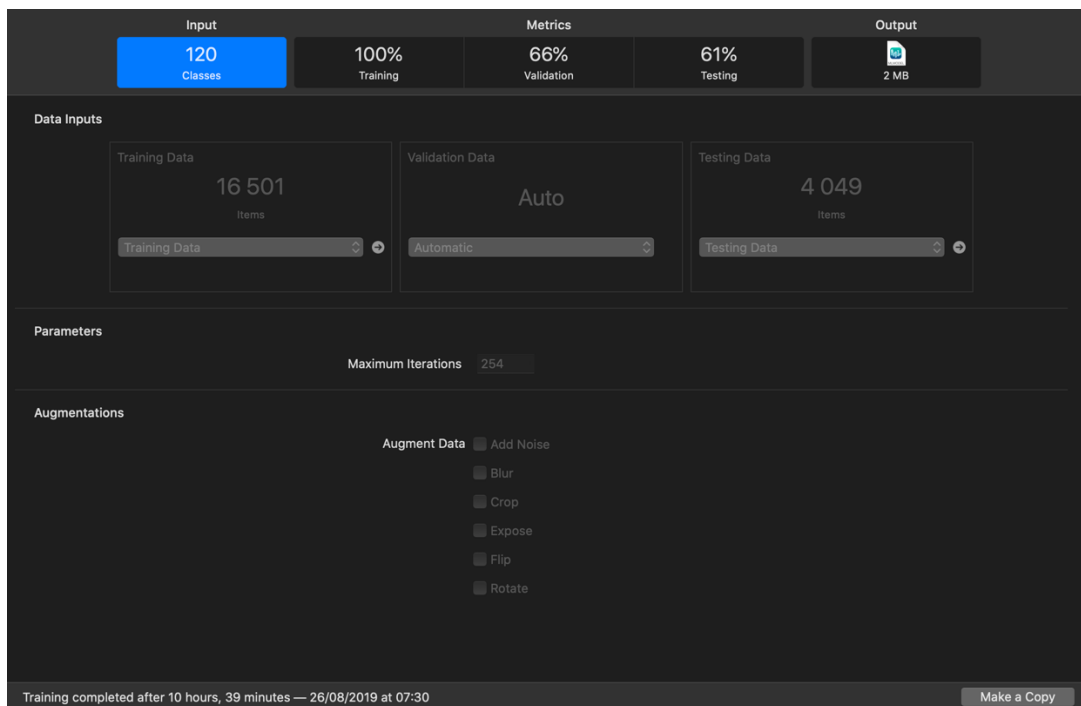 Input Metrics Output
120 100% 66% 61%
Classes Training Validation Testing 2 MB
Data Inputs
Training Data Validation Data Testing Data
16 501 Auto 4 049
Items Items
Training Data Automatic Testing Data
Parameters
Maximum Iterations 254
Augmentations
Augment Data Add Noise
Blur
Crop
Expose
Flip
Rotate
Training completed after 10 hours, 39 minutes — 26/08/2019 at 07:30 Make a Copy